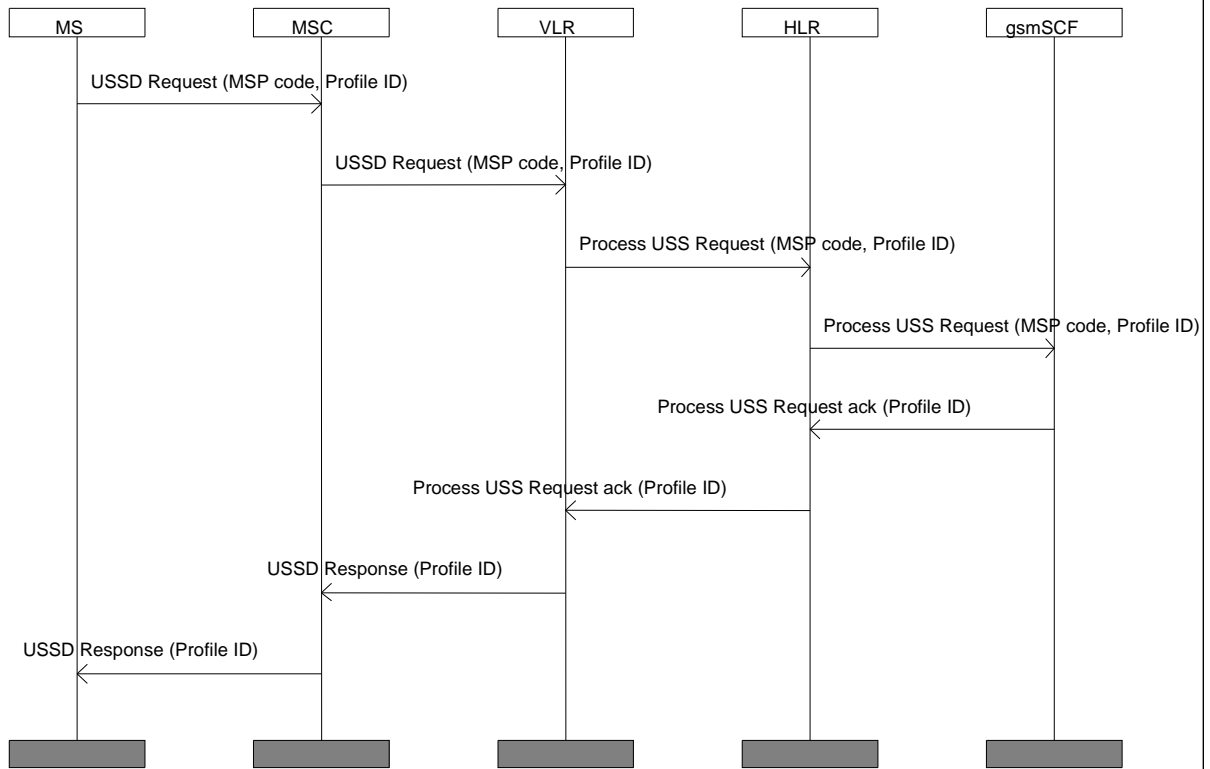 MS
MSC
VLR
HLR
gsmSCF
USSD Request (MSP code, Profile ID)
USSD Request (MSP code, Profile ID)
Process USS Request (MSP code, Profile ID)
Process USS Request (MSP code, Profile ID)
Process USS Request ack (Profile ID)
Process USS Request ack (Profile ID)
USSD Response (Profile ID)
USSD Response (Profile ID)